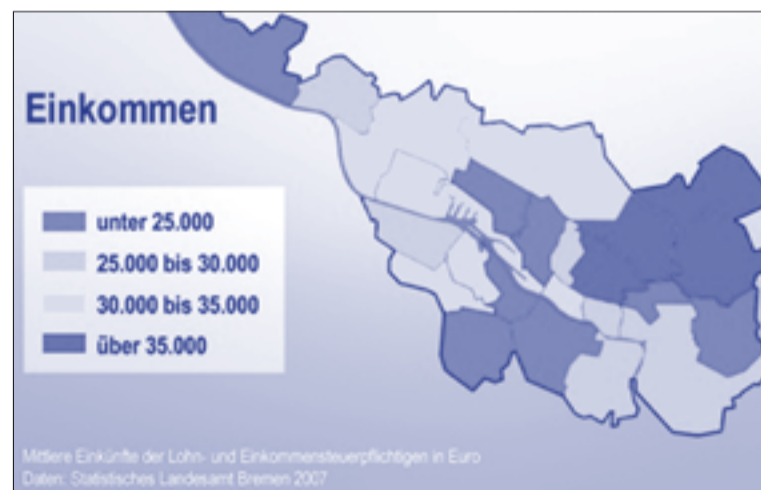 Einkommen
unter 25.000
25.000 bis 30.000
30.000 bis 35.000
über 35.000
Mittlere Einkünfte der Lohn- und Einkommensteuerpflichtigen in Euro
Daten: Statistisches Landesamt Bremen 2007